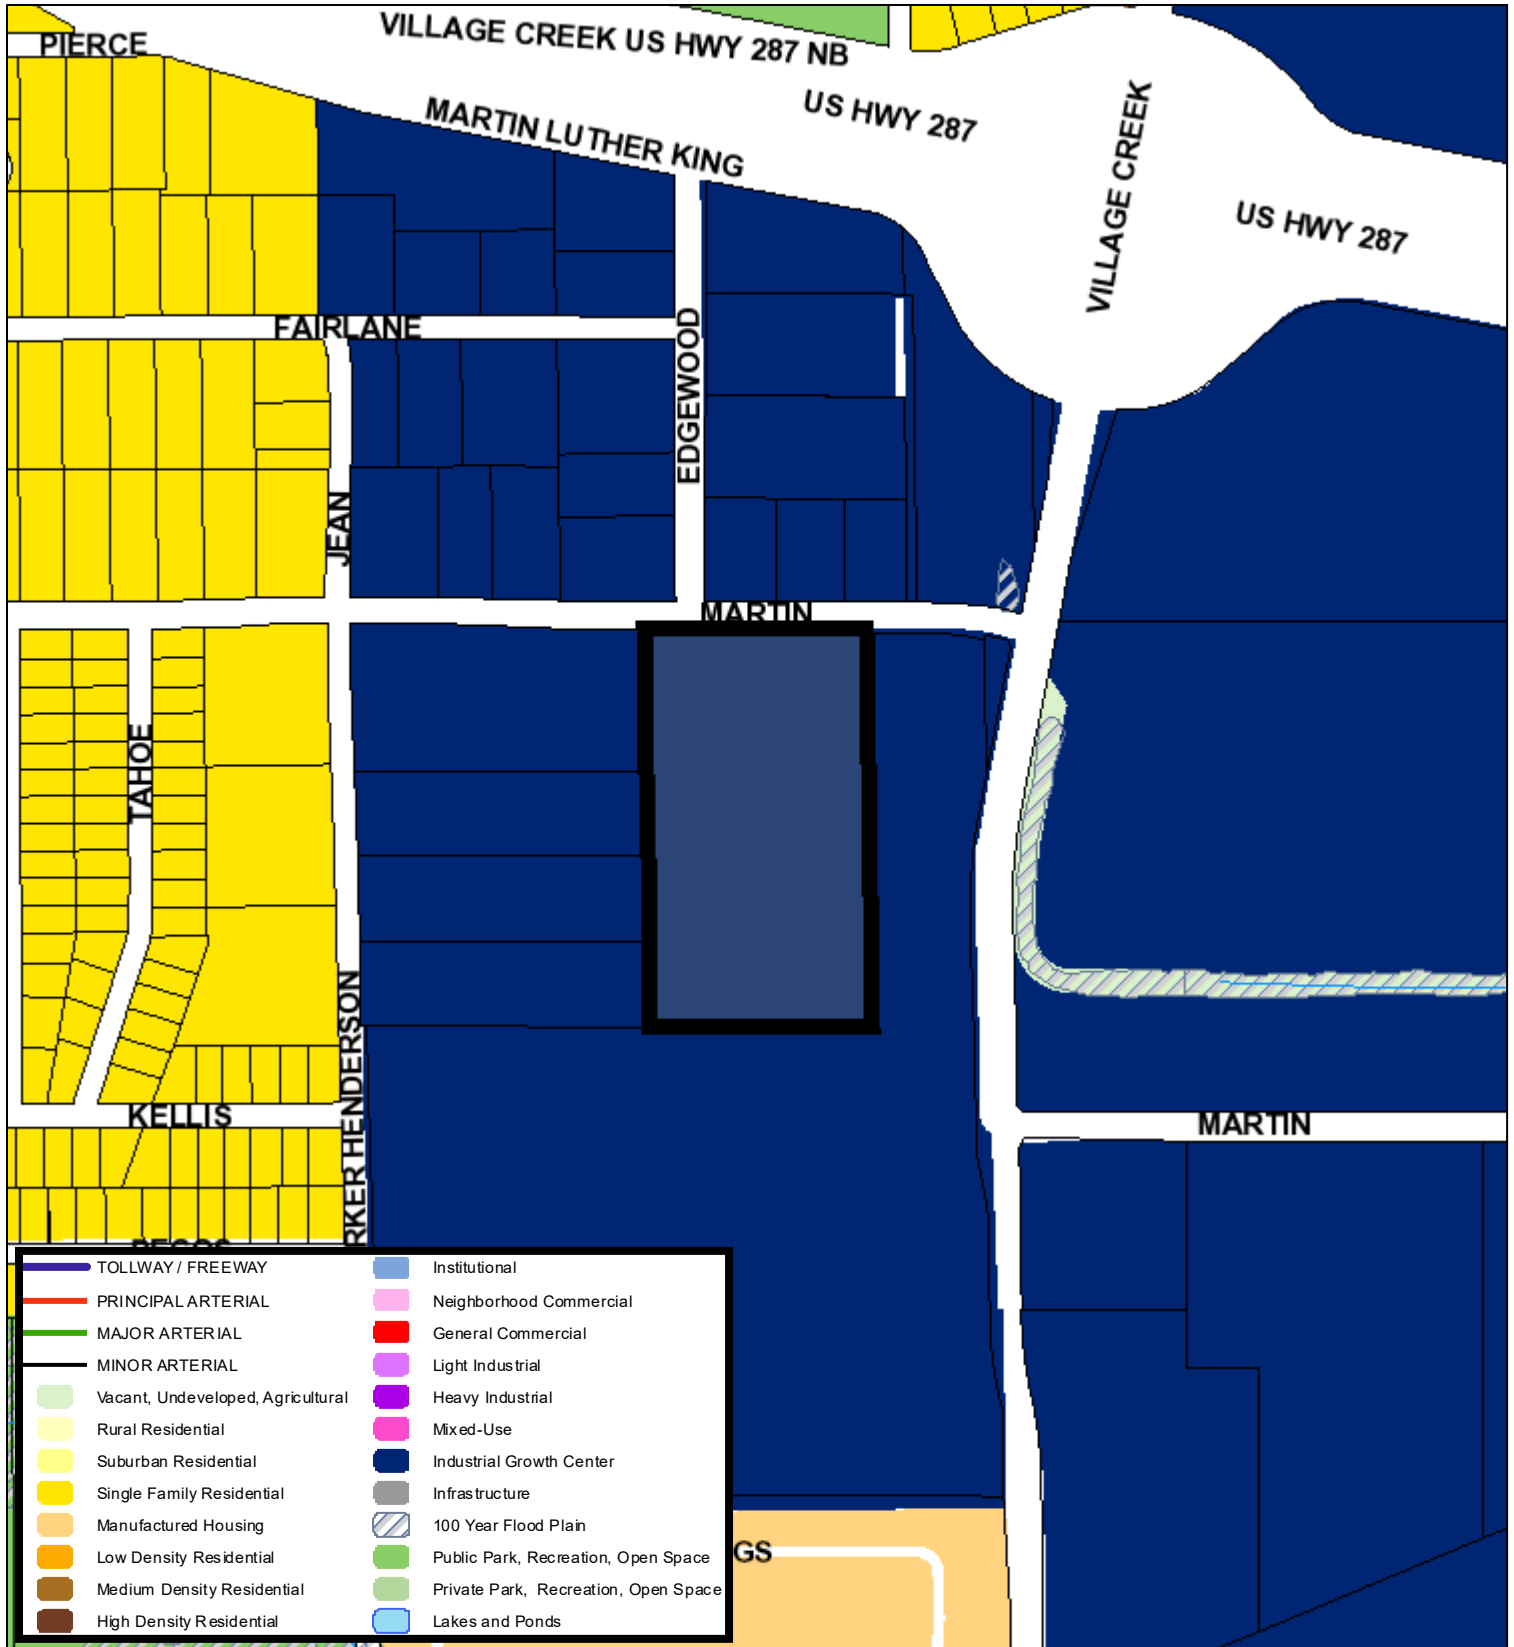 PIERCE
VILLAGE CREEK US HWY 287 NB
US HWY 287
MARTIN LUTHER KING
VILLAGE CREEK
US HWY 287
FAIRLANE
EDGEWOOD
JEAN
MARTIN
TAHOE
RKER HENDERSON
KELLIS
MARTIN
GS
TOLLWAY / FREEWAY
PRINCIPAL ARTERIAL
MAJOR ARTERIAL
MINOR ARTERIAL
Vacant, Undeveloped, Agricultural
Rural Residential
Suburban Residential
Single Family Residential
Manufactured Housing
Low Density Residential
Medium Density Residential
High Density Residential
Institutional
Neighborhood Commercial
General Commercial
Light Industrial
Heavy Industrial
Mixed-Use
Industrial Growth Center
Infrastructure
100 Year Flood Plain
Public Park, Recreation, Open Space
Private Park, Recreation, Open Space
Lakes and Ponds